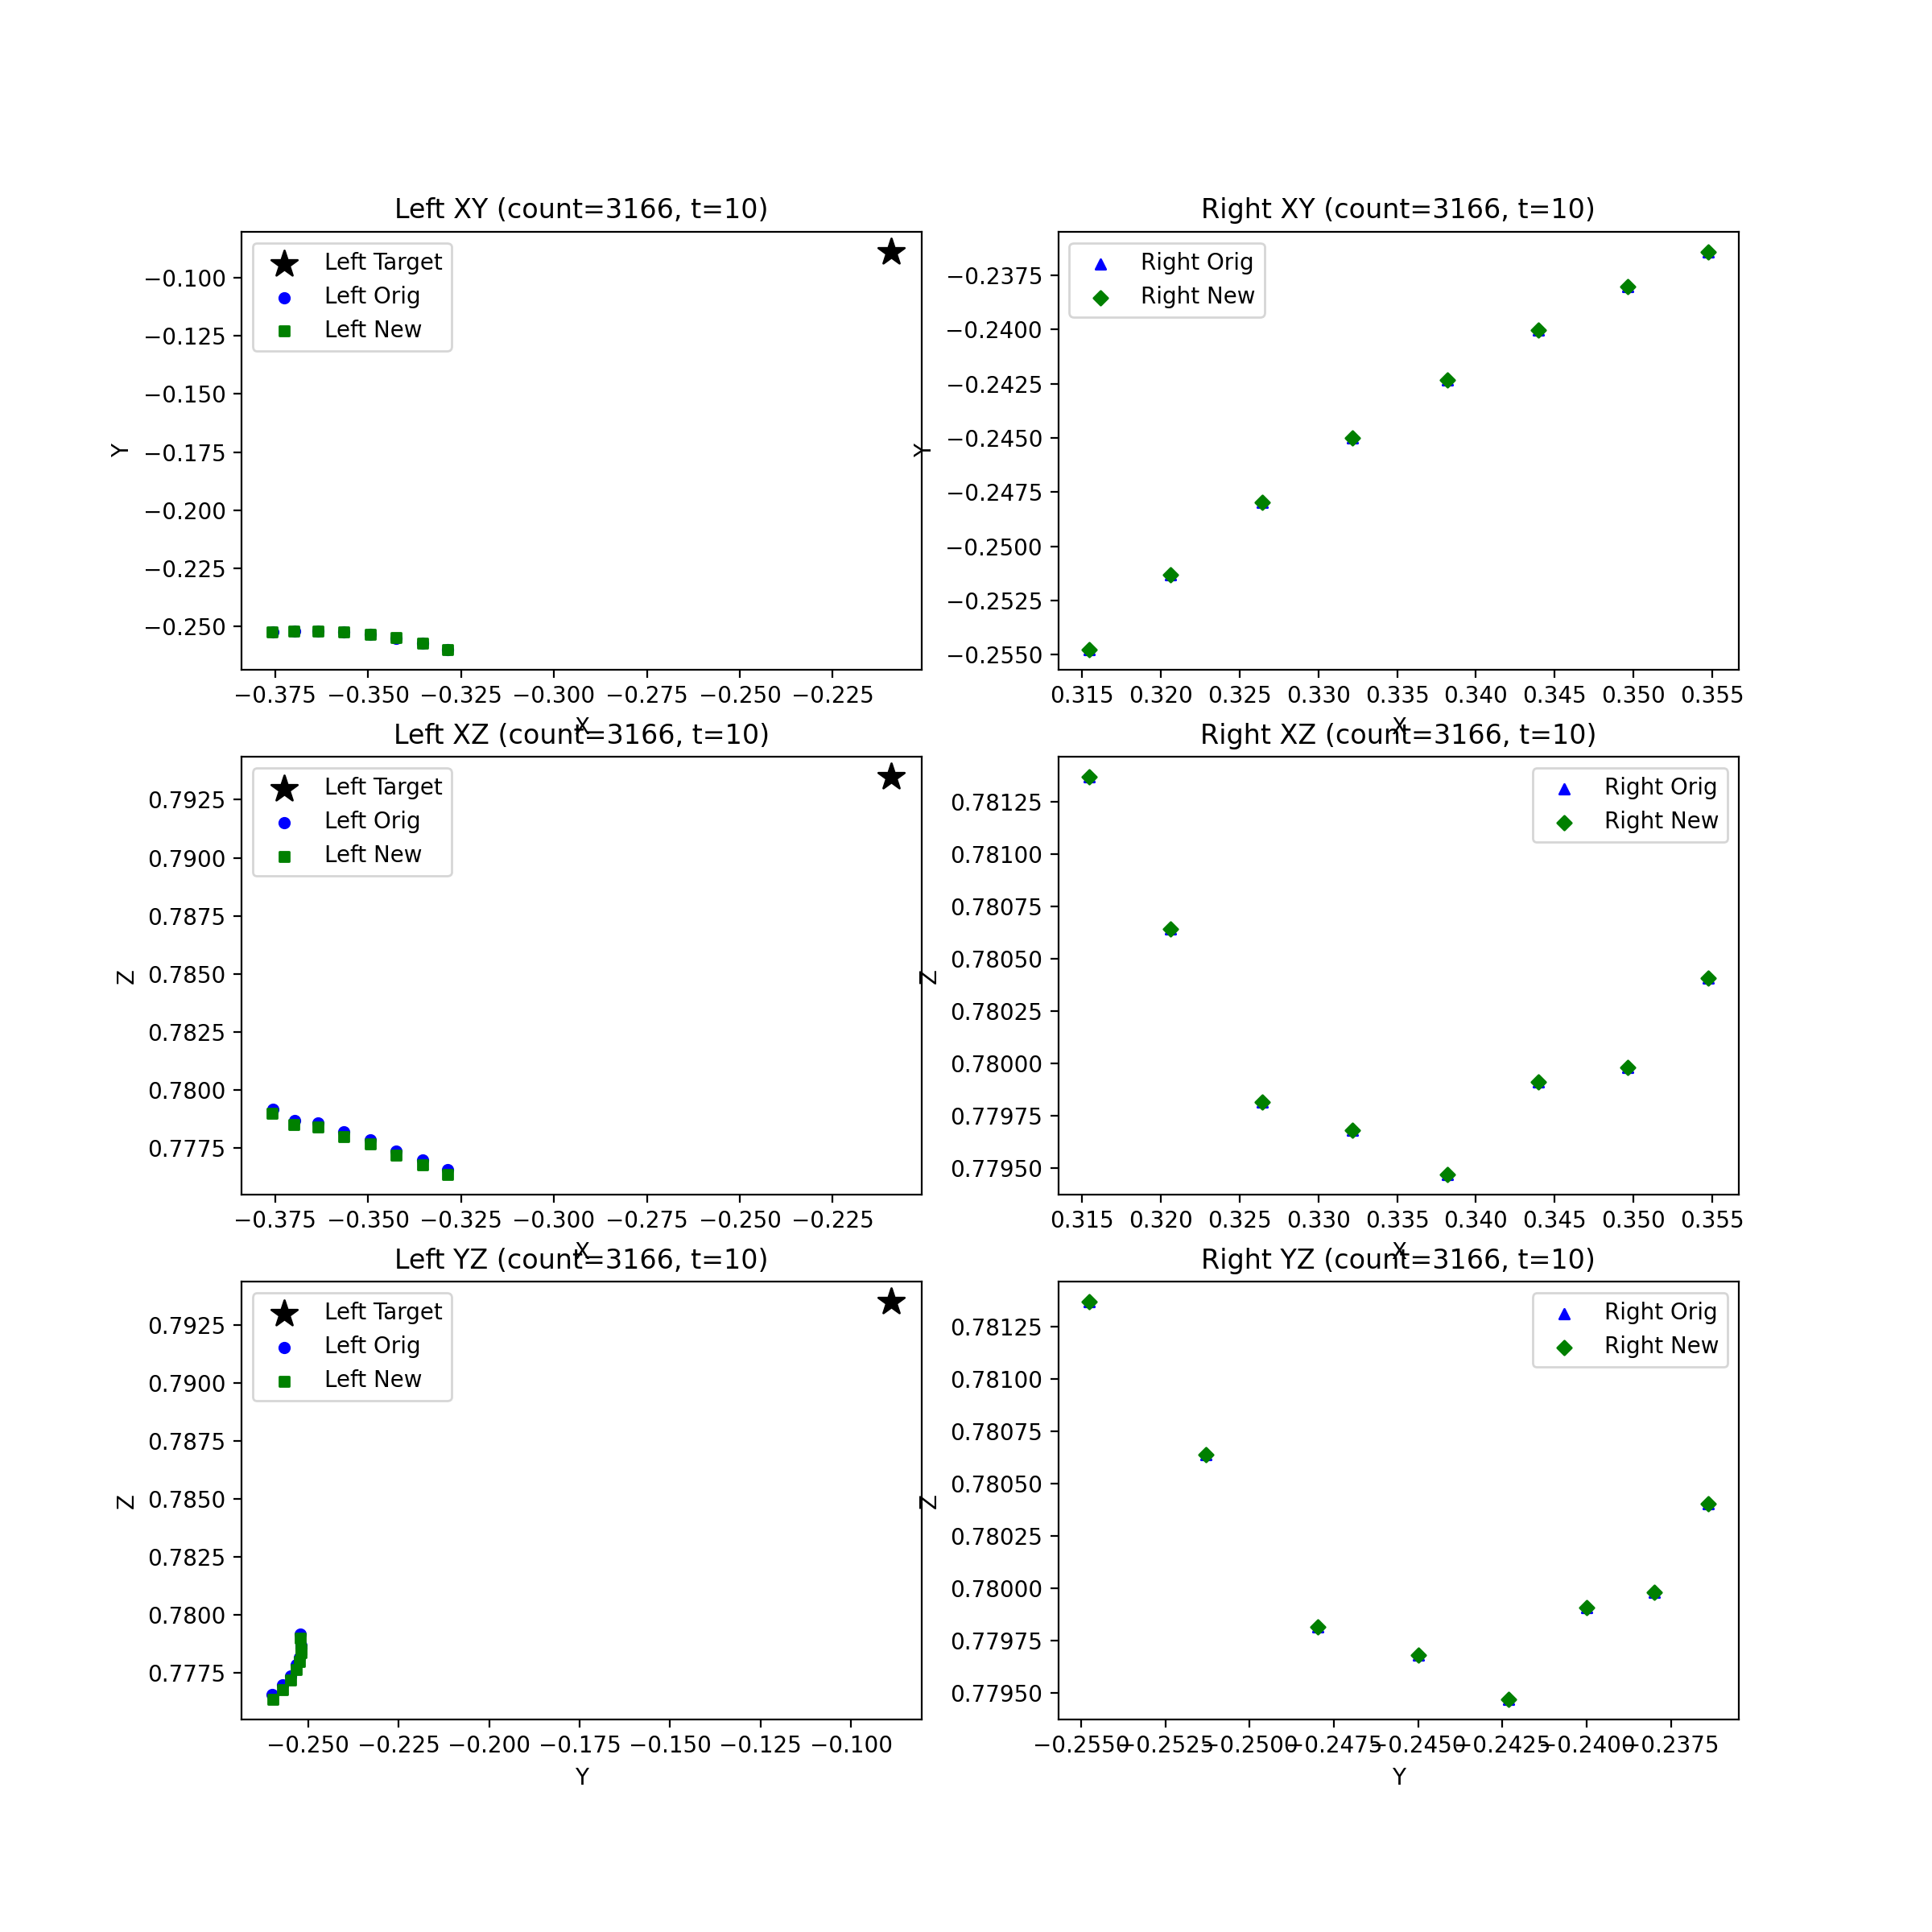 Left XY (count=3166, t=10)
Left Target
Left Orig
Left New
−0.100
−0.125
−0.150
−0.175
−0.200
−0.225
−0.250
Y
−0.375 −0.350 −0.325 −0.300 −0.275 −0.250 −0.225
X
Right XY (count=3166, t=10)
Right Orig
Right New
−0.2375
−0.2400
−0.2425
−0.2450
−0.2475
−0.2500
−0.2525
−0.2550
Y
0.315 0.320 0.325 0.330 0.335 0.340 0.345 0.350 0.355
X
Left XZ (count=3166, t=10)
Left Target
Left Orig
Left New
0.7925
0.7900
0.7875
0.7850
0.7825
0.7800
0.7775
Z
−0.375 −0.350 −0.325 −0.300 −0.275 −0.250 −0.225
X
Right XZ (count=3166, t=10)
Right Orig
Right New
0.78125
0.78100
0.78075
0.78050
0.78025
0.78000
0.77975
0.77950
Z
0.315 0.320 0.325 0.330 0.335 0.340 0.345 0.350 0.355
X
Left YZ (count=3166, t=10)
Left Target
Left Orig
Left New
0.7925
0.7900
0.7875
0.7850
0.7825
0.7800
0.7775
Z
−0.250 −0.225 −0.200 −0.175 −0.150 −0.125 −0.100
Y
Right YZ (count=3166, t=10)
Right Orig
Right New
0.78125
0.78100
0.78075
0.78050
0.78025
0.78000
0.77975
0.77950
Z
−0.2550 −0.2525 −0.2500 −0.2475 −0.2450 −0.2425 −0.2400 −0.2375
Y